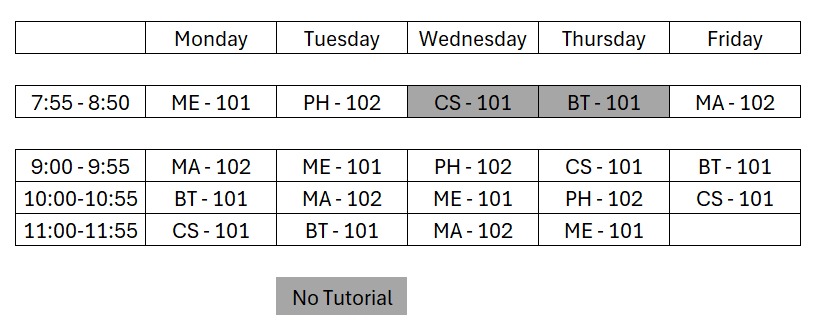 Monday Tuesday Wednesday Thursday Friday
7:55 - 8:50 ME - 101 PH - 102 CS - 101 BT - 101 MA - 102
9:00 - 9:55 MA - 102 ME - 101 PH - 102 CS - 101 BT - 101
10:00-10:55 BT - 101 MA - 102 ME - 101 PH - 102 CS - 101
11:00-11:55 CS - 101 BT - 101 MA - 102 ME - 101
No Tutorial